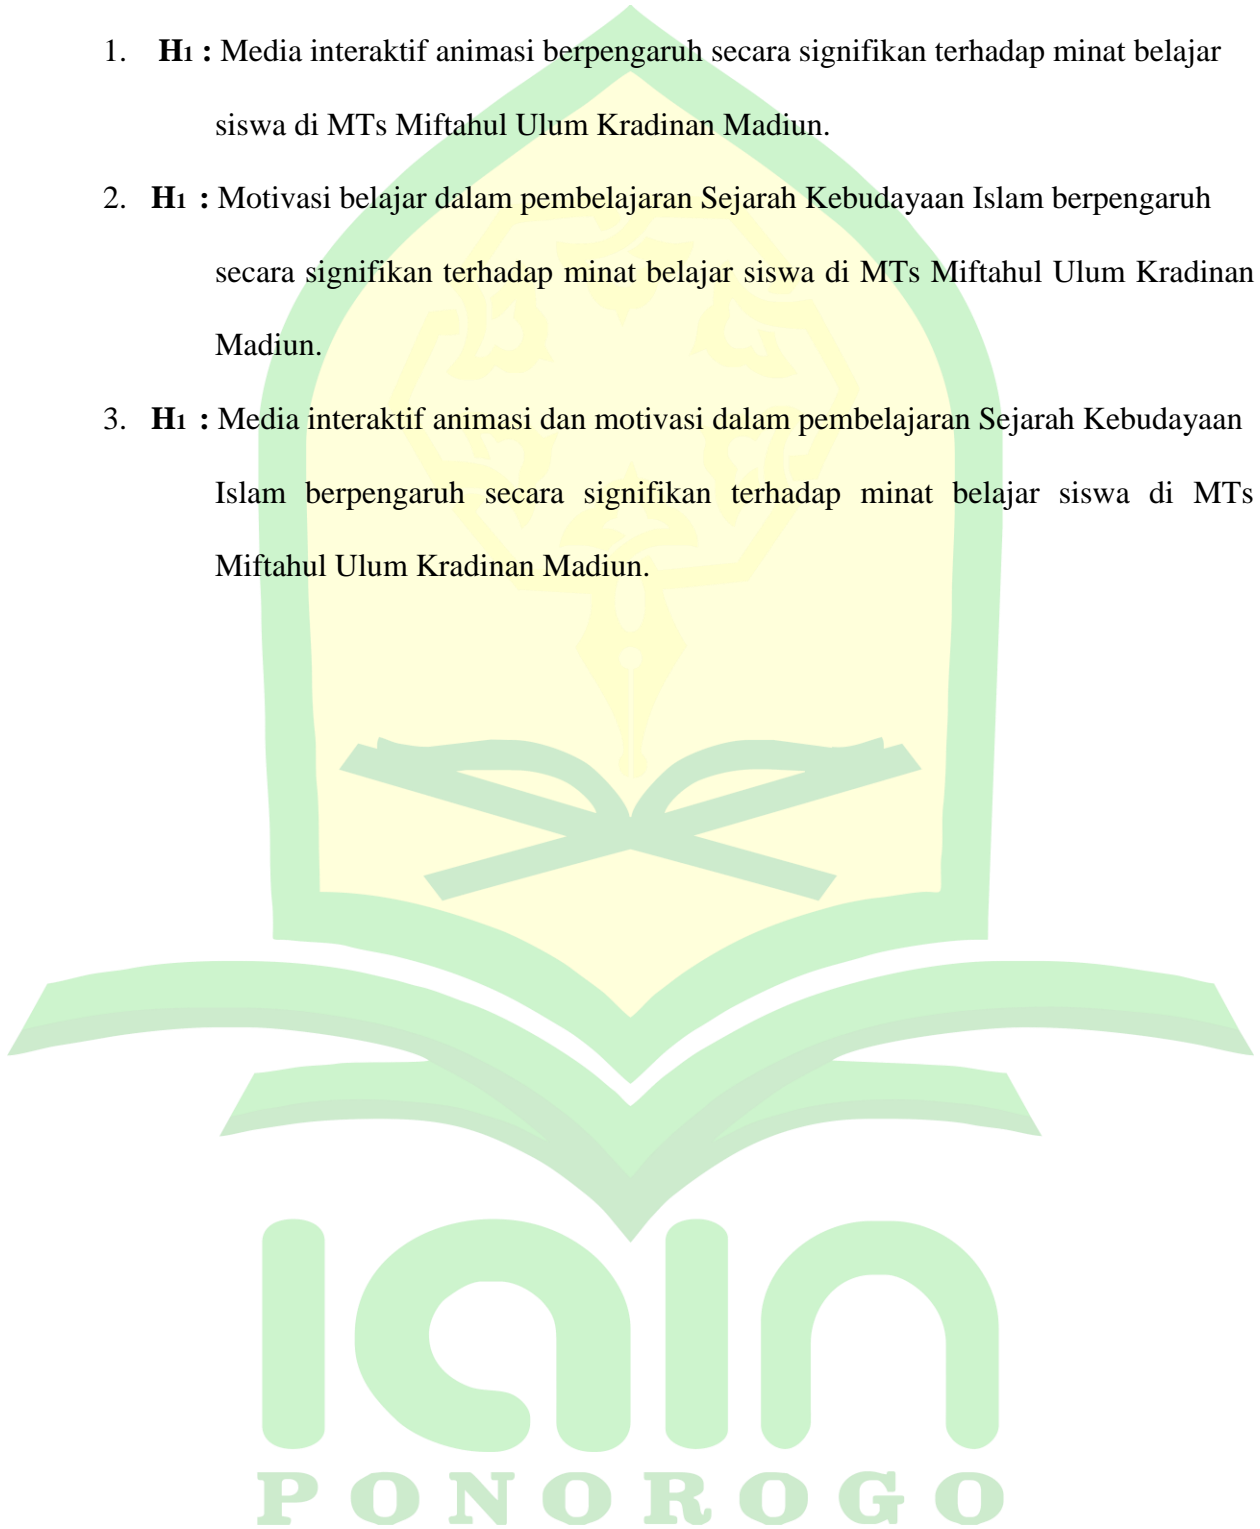 1. H1 : Media interaktif animasi berpengaruh secara signifikan terhadap minat belajar
siswa di MTs Miftahul Ulum Kradinan Madiun.
2. H1 : Motivasi belajar dalam pembelajaran Sejarah Kebudayaan Islam berpengaruh
secara signifikan terhadap minat belajar siswa di MTs Miftahul Ulum Kradinan
Madiun.
3. H1 : Media interaktif animasi dan motivasi dalam pembelajaran Sejarah Kebudayaan
Islam berpengaruh secara signifikan terhadap minat belajar siswa di MTs
Miftahul Ulum Kradinan Madiun.
IAIN
PONOROGO